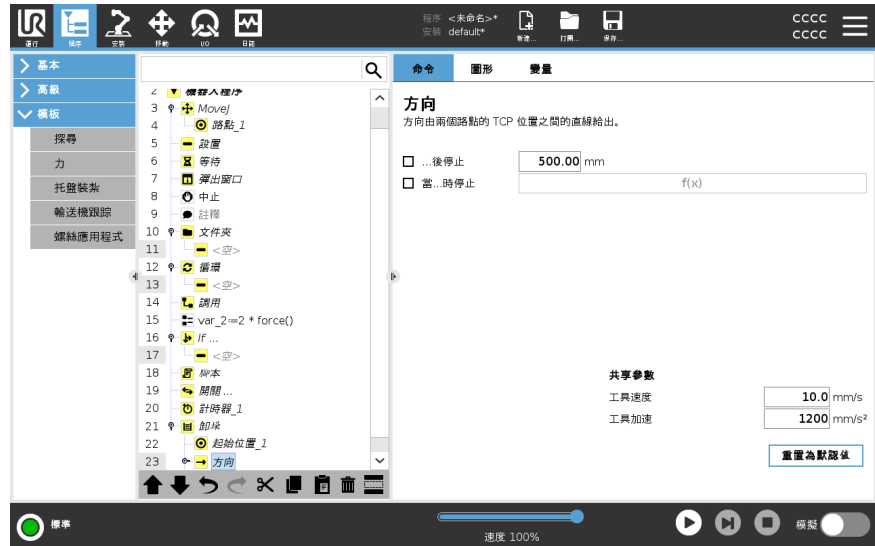 UR
運行
程序
安裝
移動
I/O
日誌
程序 <未命名>*
安裝 default*
新建...
打開...
保存...
CCCC
CCCC
基本
高級
模板
探尋
力
托盤裝紮
輸送機跟踪
螺絲應用程式
2 機器人程序
3 MoveJ
4 路點_1
5 設置
6 等待
7 彈出窗口
8 中止
9 註釋
10 文件夾
11 <空>
12 循環
13 <空>
14 調用
15 var_2:=2 * force()
16 If ...
17 <空>
18 腳本
19 開關 ...
20 計時器_1
21 卸垛
22 起始位置_1
23 方向
命令
圖形
變量
方向
方向由兩個路點的 TCP 位置之間的直線給出。
...後停止 500.00 mm
當...時停止 f(x)
共享參數
工具速度 10.0 mm/s
工具加速 1200 mm/s²
重置為默認值
標準
速度 100%
模擬